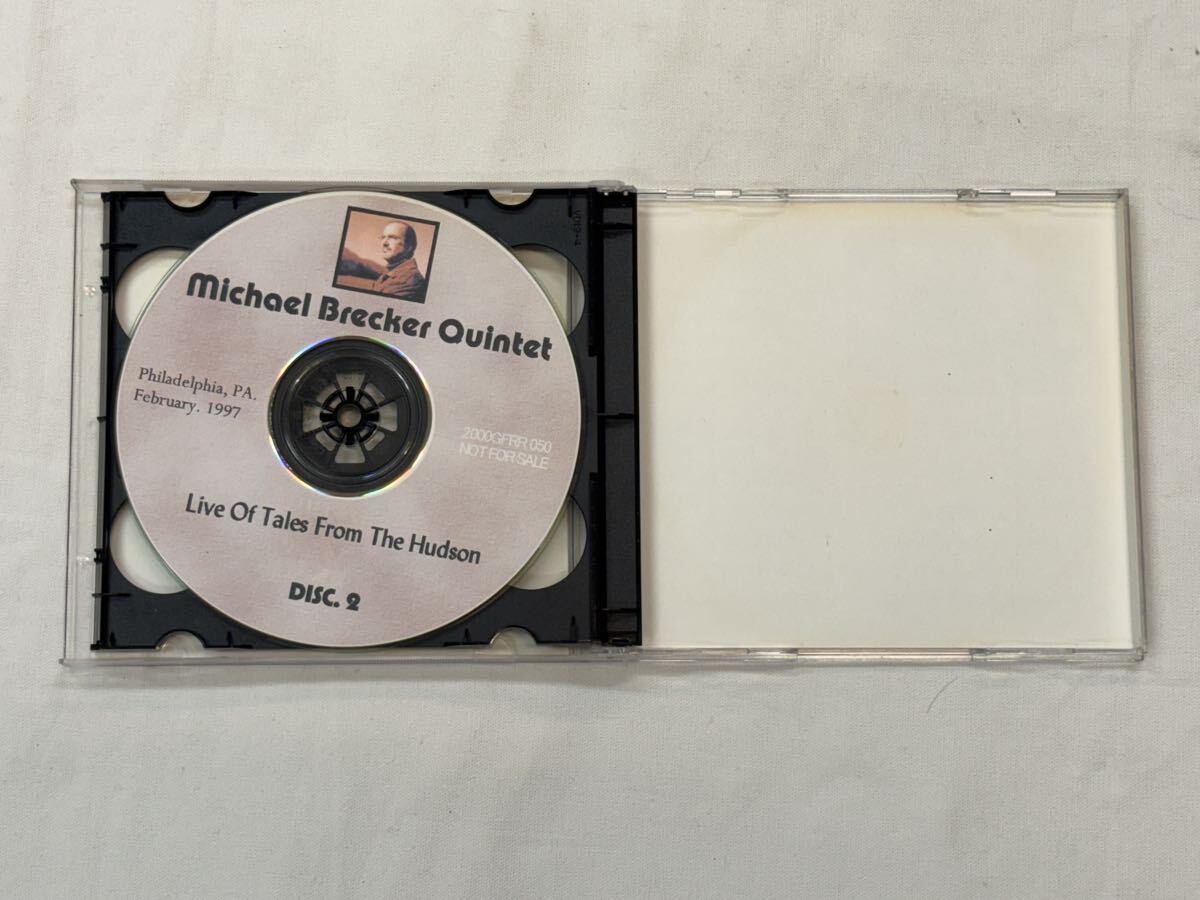 Michael Brecker Quintet
Philadelphia, PA.
February. 1997
2000GFRR 050
NOT FOR SALE
Live Of Tales From The Hudson
DISC. 2